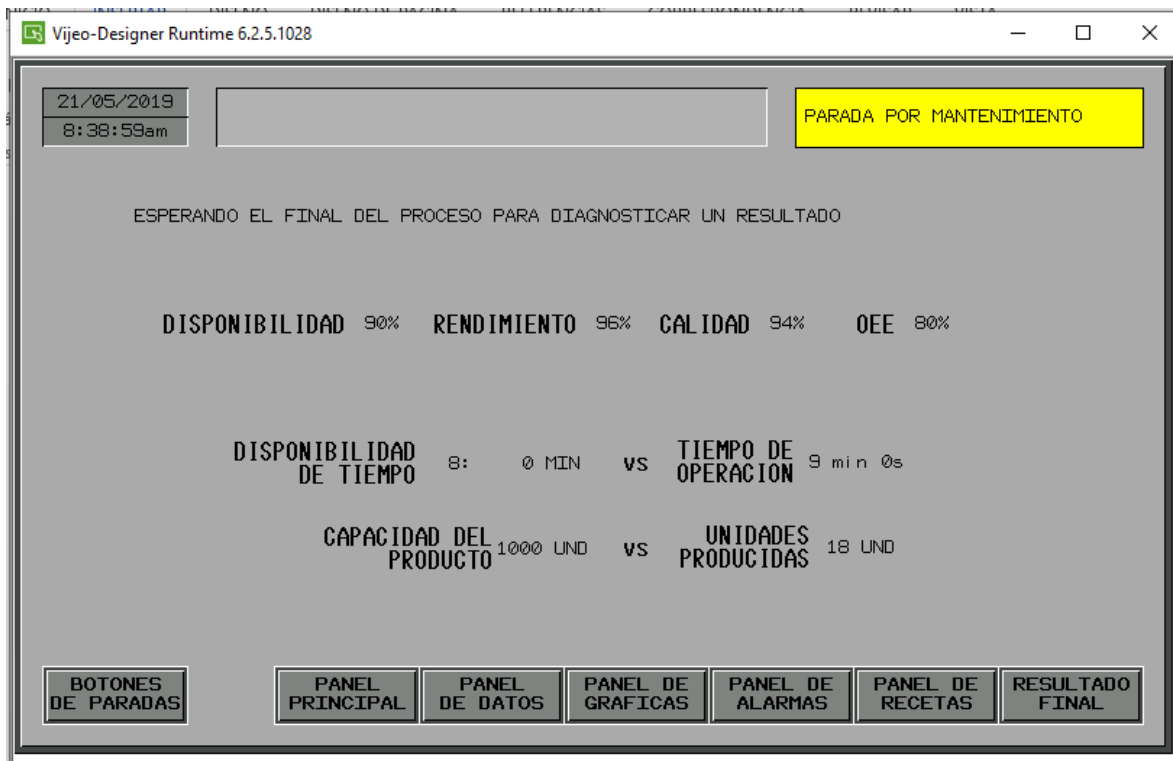 Vijeo-Designer Runtime 6.2.5.1028
21/05/2019
8:38:59am
PARADA POR MANTENIMIENTO
ESPERANDO EL FINAL DEL PROCESO PARA DIAGNOSTICAR UN RESULTADO
DISPONIBILIDAD 90% RENDIMIENTO 96% CALIDAD 94% OEE 80%
DISPONIBILIDAD
DE TIEMPO
8: 0 MIN
VS
TIEMPO DE
OPERACION
9 min 0s
CAPACIDAD DEL
PRODUCTO
1000 UND
VS
UNIDADES
PRODUCIDAS
18 UND
BOTONES
DE PARADAS
PANEL
PRINCIPAL
PANEL
DE DATOS
PANEL DE
GRAFICAS
PANEL DE
ALARMAS
PANEL DE
RECETAS
RESULTADO
FINAL